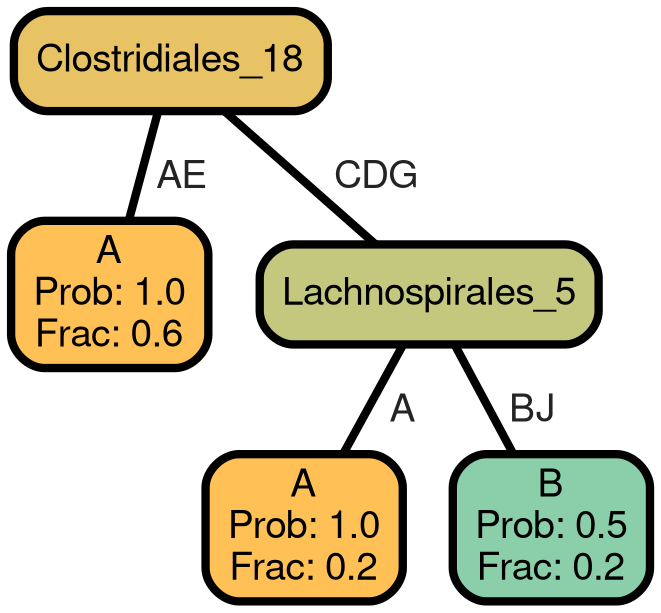 Clostridiales_18
AE
CDG
A
Prob: 1.0
Frac: 0.6
Lachnospirales_5
A
BJ
A
Prob: 1.0
Frac: 0.2
B
Prob: 0.5
Frac: 0.2